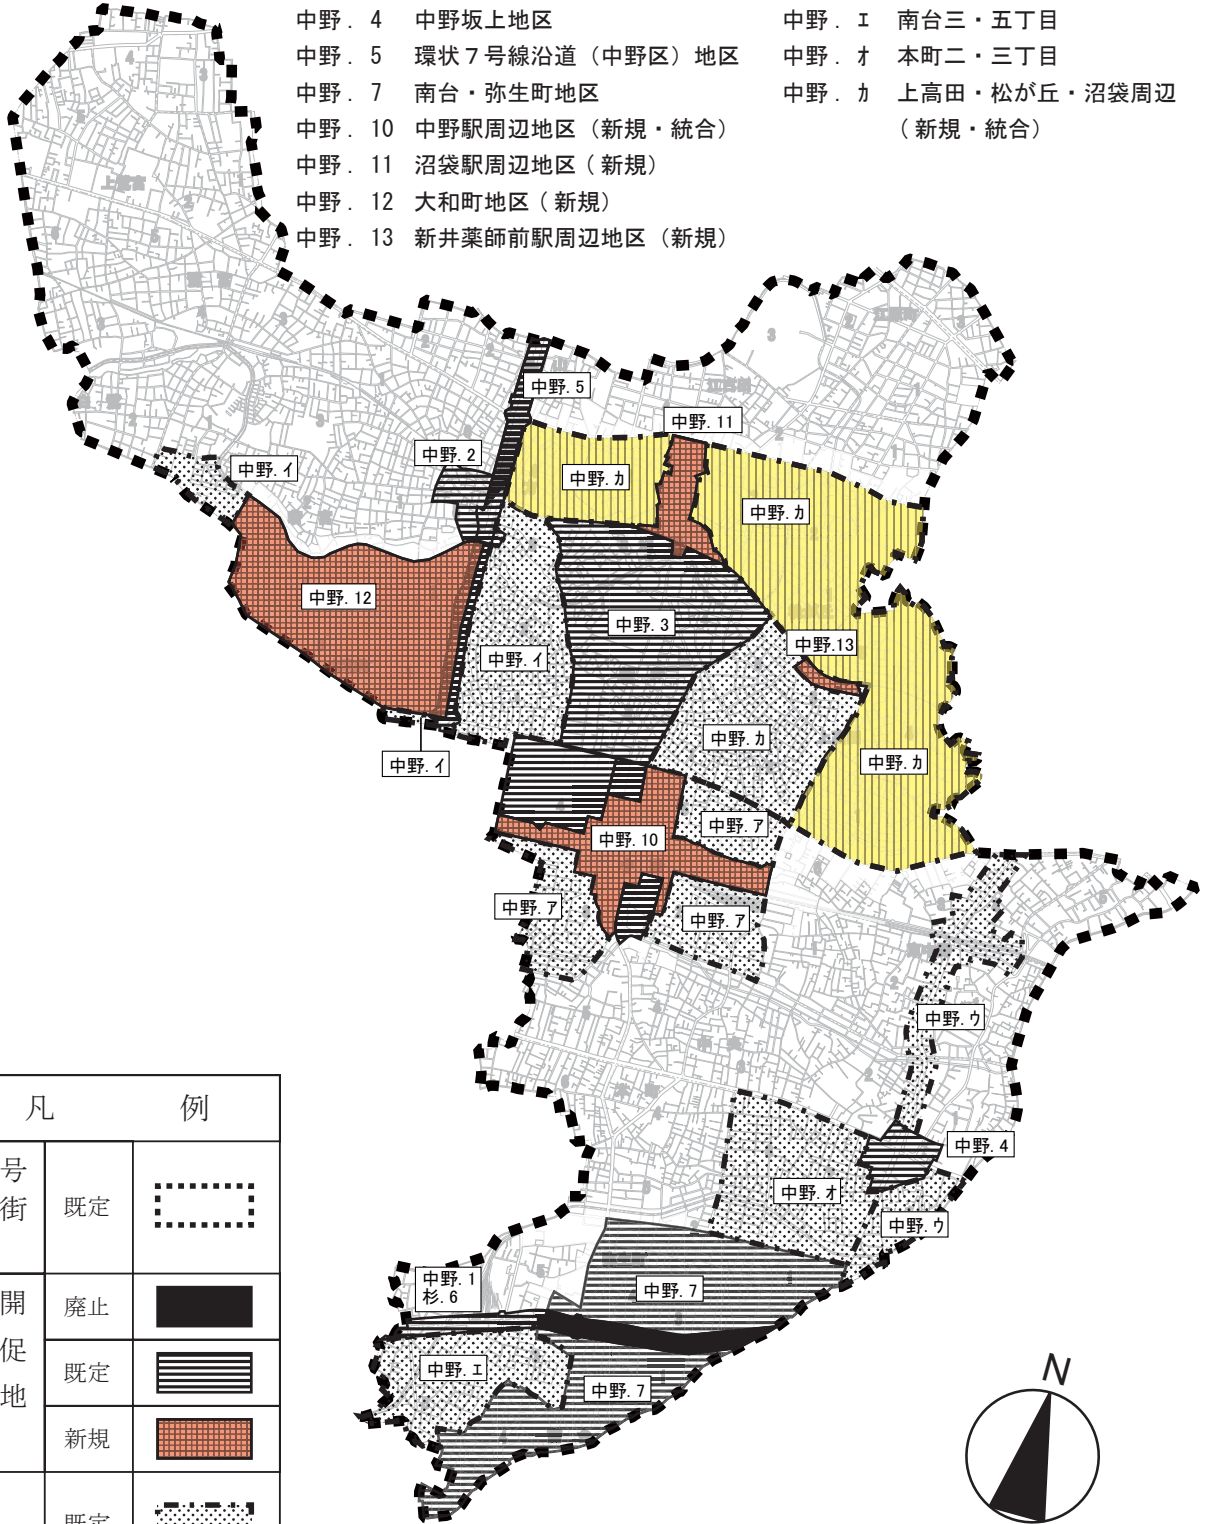 中野. 4 中野坂上地区
中野. 5 環状７号線沿道（中野区）地区
中野. 7 南台・弥生町地区
中野. 10 中野駅周辺地区（新規・統合）
中野. 11 沼袋駅周辺地区（新規）
中野. 12 大和町地区（新規）
中野. 13 新井薬師前駅周辺地区（新規）
中野. ｴ 南台三・五丁目
中野. ｵ 本町二・三丁目
中野. ｶ 上高田・松が丘・沼袋周辺
（新規・統合）
中野. 5
中野. 11
中野. 2
中野. ｲ
中野. ｶ
中野. ｶ
中野. 12
中野. 3
中野. 13
中野. ｲ
中野. ｶ
中野. ｲ
中野. ｶ
中野. ｱ
中野. 10
中野. ｱ
中野. ｱ
中野. ｳ
中野. 4
中野. ｵ
中野. ｳ
中野. 1
杉. 6
中野. 7
中野. ｴ
中野. 7
N
凡 例
号
街
既定
開
促
地
廃止
既定
新規
既定